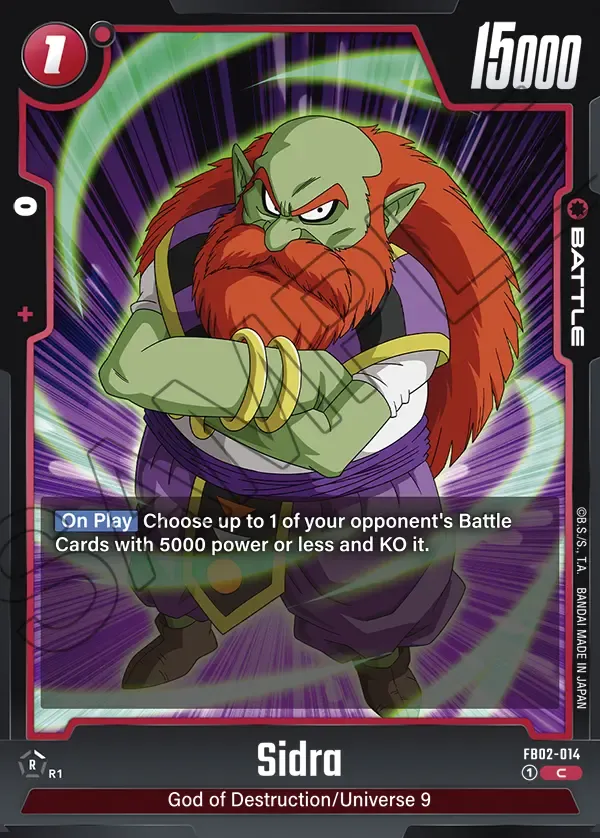 1
15000
0
+
BATTLE
On Play Choose up to 1 of your opponent's Battle
Cards with 5000 power or less and KO it.
SAMPLE
©B.S./S., T.A. BANDAI MADE IN JAPAN
Sidra
FB02-014
R
R1
1 C
God of Destruction/Universe 9